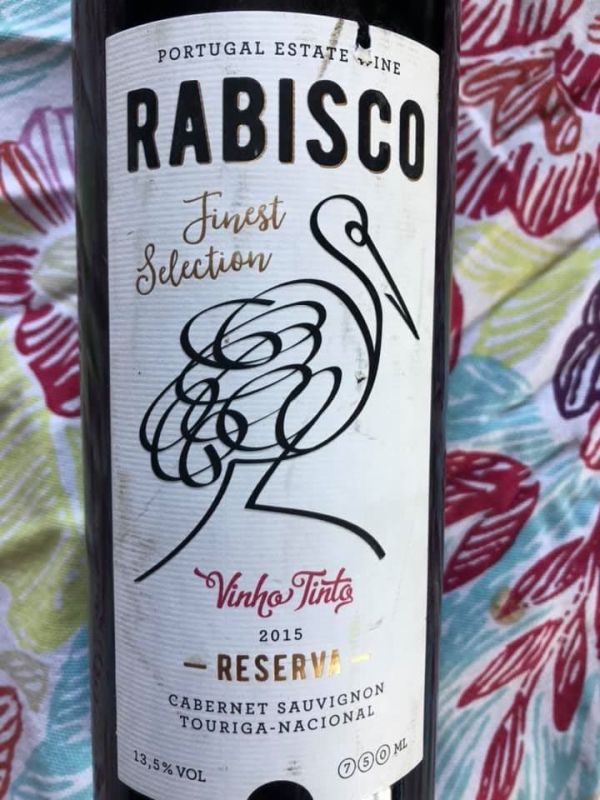 PORTUGAL ESTATE WINE
RABISCO
Finest
Selection
Vinho Tinto
2015
— RESERVA —
CABERNET SAUVIGNON
TOURIGA-NACIONAL
13,5% VOL
750 ML